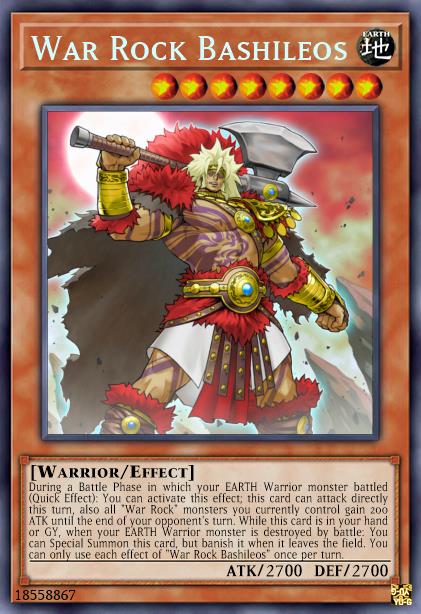 War Rock Bashileos
EARTH
地
[Warrior/Effect]
During a Battle Phase in which your EARTH Warrior monster battled
(Quick Effect): You can activate this effect; this card can attack directly
this turn, also all "War Rock" monsters you currently control gain 200
ATK until the end of your opponent's turn. While this card is in your hand
or GY, when your EARTH Warrior monster is destroyed by battle: You
can Special Summon this card, but banish it when it leaves the field. You
can only use each effect of "War Rock Bashileos" once per turn.
ATK/2700 DEF/2700
18558867